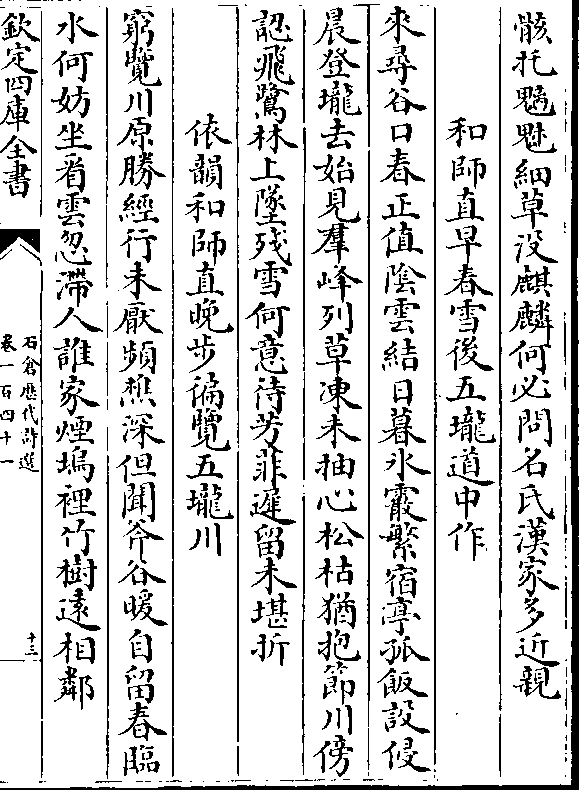 骸托魑魅細草没麒麟何必問名氏漢家多近親
和師直早春雪後五壠道中作
來尋谷口春正值陰雲結日暮氷霰繁宿亭孤飯設侵
晨登壠去始見羣峰列草凍未抽心松枯猶抱節川傍
認飛鷺林上墜殘雪何意待芳菲遲留未堪折
依韻和師直晚步徧覽五壠川
窮覽川原勝經行未厭頻樵深但聞斧谷暖自留春臨
水何妨坐看雲忽滯人誰家煙塢裡竹樹遠相鄰
欽定四庫全書
石倉歴代詩選
卷一百四十一
十三